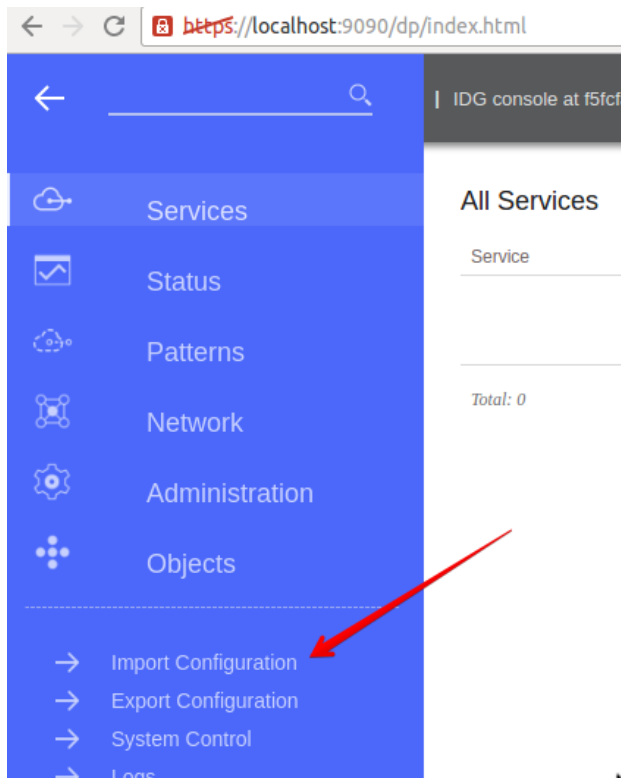 https://localhost:9090/dp/index.html
| IDG console at f5fcf
Services
Status
Patterns
Network
Administration
Objects
Import Configuration
Export Configuration
System Control
Logs
All Services
Service
Total: 0